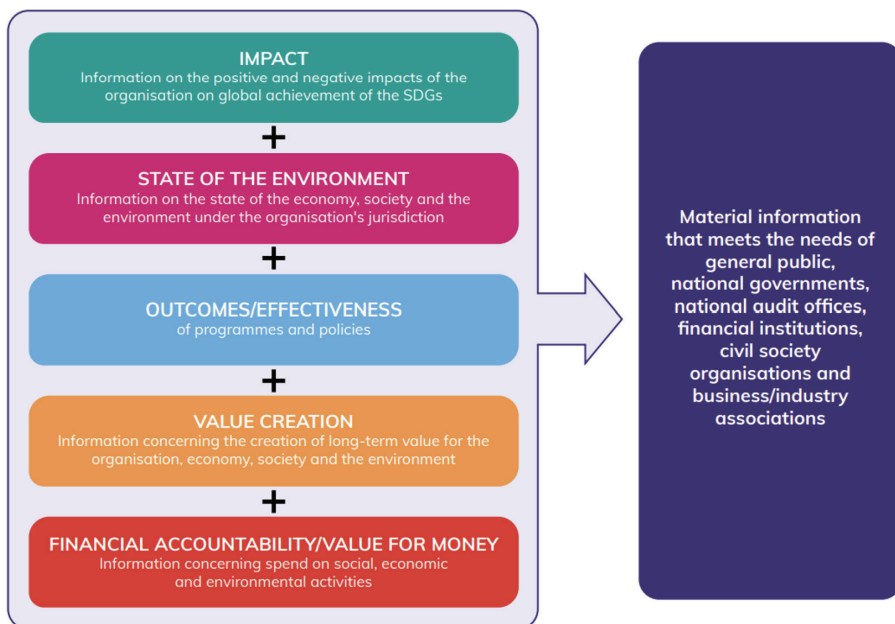 IMPACT
Information on the positive and negative impacts of the
organisation on global achievement of the SDGs
+
STATE OF THE ENVIRONMENT
Information on the state of the economy, society and the
environment under the organisation's jurisdiction
+
OUTCOMES/EFFECTIVENESS
of programmes and policies
+
VALUE CREATION
Information concerning the creation of long-term value for the
organisation, economy, society and the environment
+
FINANCIAL ACCOUNTABILITY/VALUE FOR MONEY
Information concerning spend on social, economic
and environmental activities
Material information
that meets the needs of
general public,
national governments,
national audit offices,
financial institutions,
civil society
organisations and
business/industry
associations